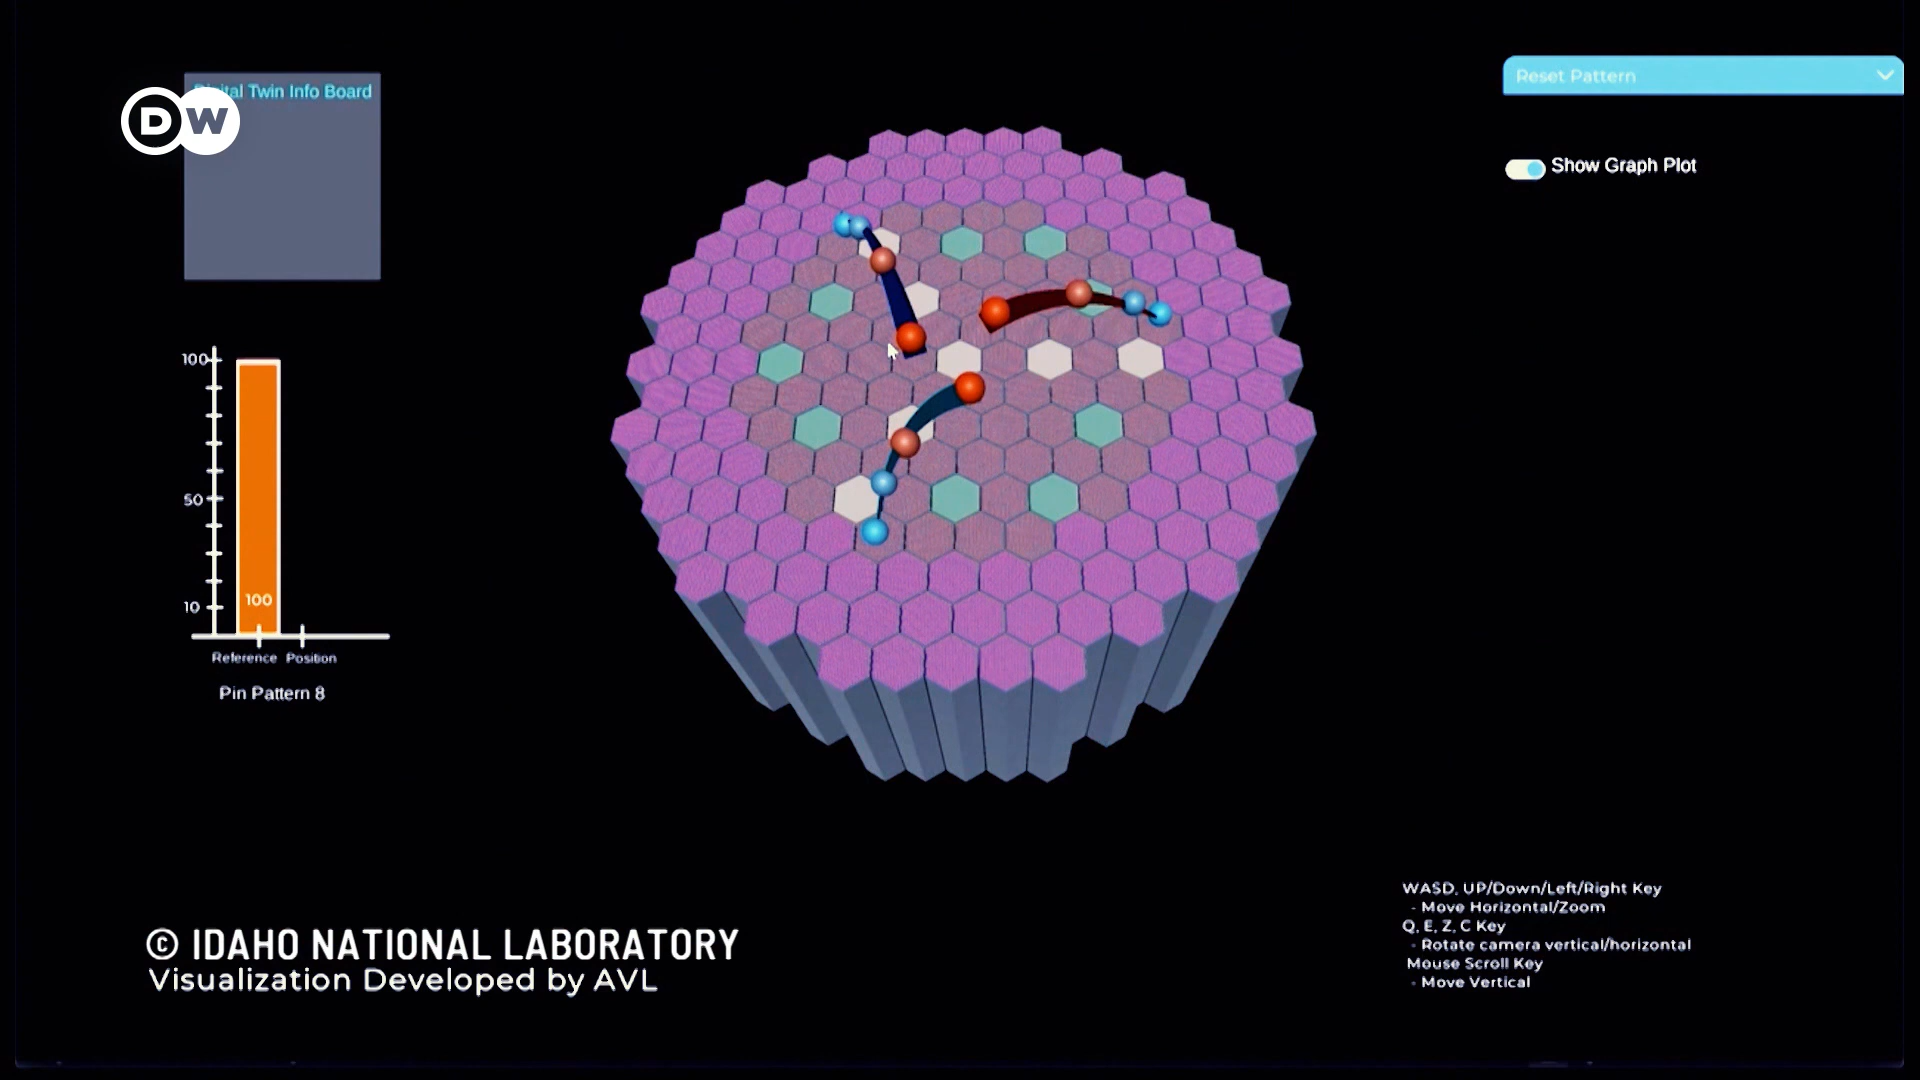 DW
Digital Twin Info Board
Reset Pattern
Show Graph Plot
100
50
10
100
Reference Position
Pin Pattern 8
WASD, UP/Down/Left/Right Key
- Move Horizontal/Zoom
Q, E, Z, C Key
- Rotate camera vertical/horizontal
Mouse Scroll Key
- Move Vertical
© IDAHO NATIONAL LABORATORY
Visualization Developed by AVL